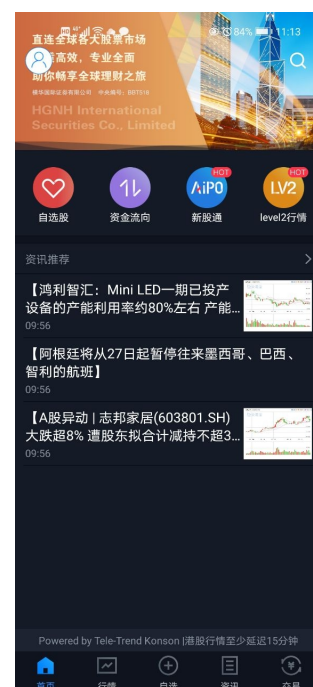 84% 11:13
直连全球各大股票市场
高效，专业全面
助你畅享全球理财之旅
HGNH International
Securities Co., Limited
HOT
HOT
AiPO
LV2
自选股
资金流向
新股通
level2行情
资讯推荐
【鸿利智汇：Mini LED一期已投产
设备的产能利用率约80%左右 产能...
09:56
【阿根廷将从27日起暂停往来墨西哥、巴西、
智利的航班】
09:56
【A股异动 | 志邦家居(603801.SH)
大跌超8% 遭股东拟合计减持不超3...
09:56
Powered by Tele-Trend Konson |港股行情至少延迟15分钟
首页
行情
自选
资讯
交易